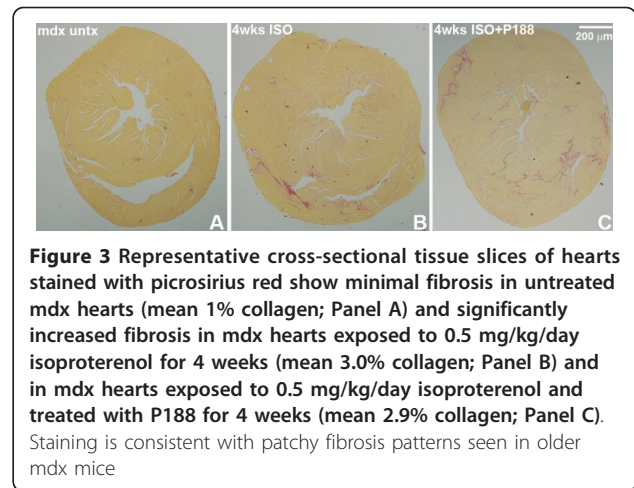 mdx untx
4wks ISO
4wks ISO+P188
200 µm
A
B
C
Figure 3 Representative cross-sectional tissue slices of hearts
stained with picrosirius red show minimal fibrosis in untreated
mdx hearts (mean 1% collagen; Panel A) and significantly
increased fibrosis in mdx hearts exposed to 0.5 mg/kg/day
isoproterenol for 4 weeks (mean 3.0% collagen; Panel B) and
in mdx hearts exposed to 0.5 mg/kg/day isoproterenol and
treated with P188 for 4 weeks (mean 2.9% collagen; Panel C).
Staining is consistent with patchy fibrosis patterns seen in older
mdx mice